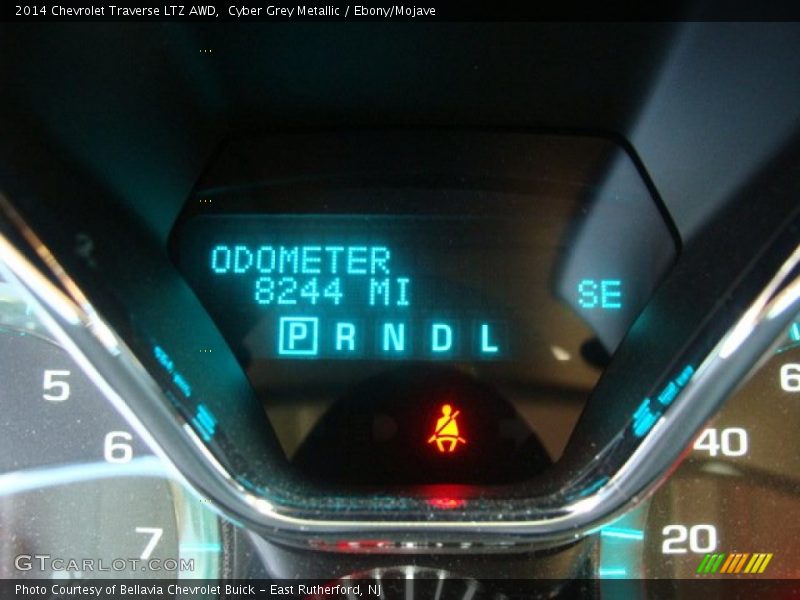 2014 Chevrolet Traverse LTZ AWD,  Cyber Grey Metallic / Ebony/Mojave
ODOMETER
8244 MI
SE
P R N D L
5
6
7
6
40
20
GTCARLOT.COM
Photo Courtesy of Bellavia Chevrolet Buick - East Rutherford, NJ